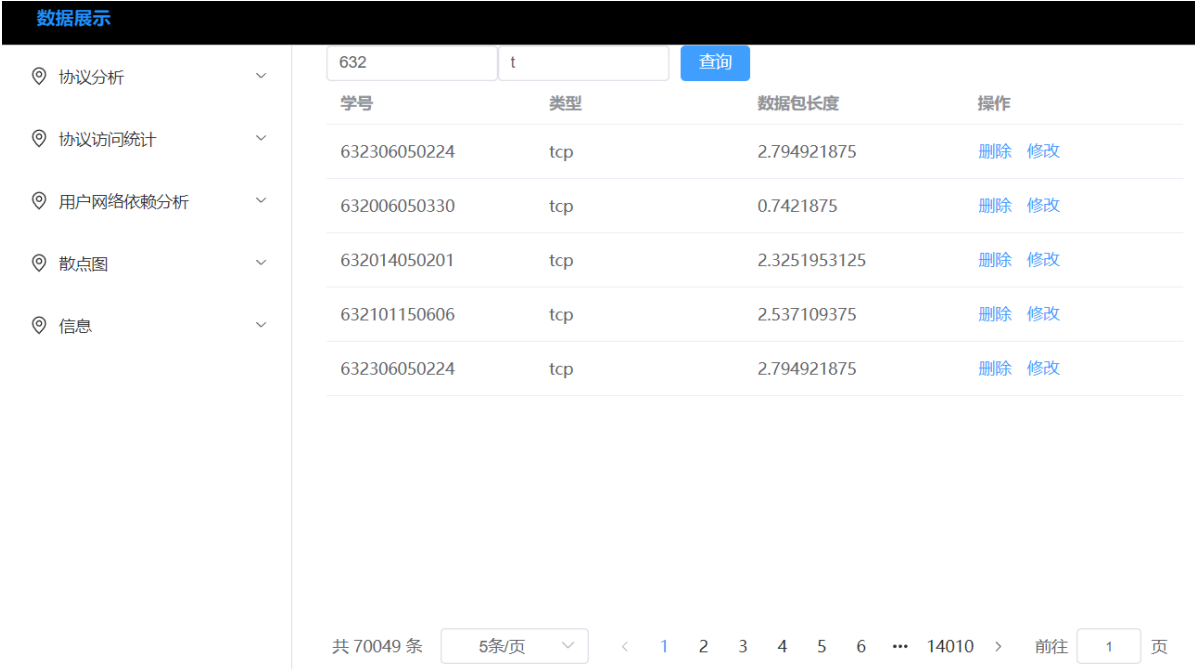 数据展示
协议分析
协议访问统计
用户网络依赖分析
散点图
信息
632 t 查询
学号 类型 数据包长度 操作
632306050224 tcp 2.794921875 删除 修改
632006050330 tcp 0.7421875 删除 修改
632014050201 tcp 2.3251953125 删除 修改
632101150606 tcp 2.537109375 删除 修改
632306050224 tcp 2.794921875 删除 修改
共 70049 条 5条/页 1 2 3 4 5 6 ••• 14010 前往 1 页